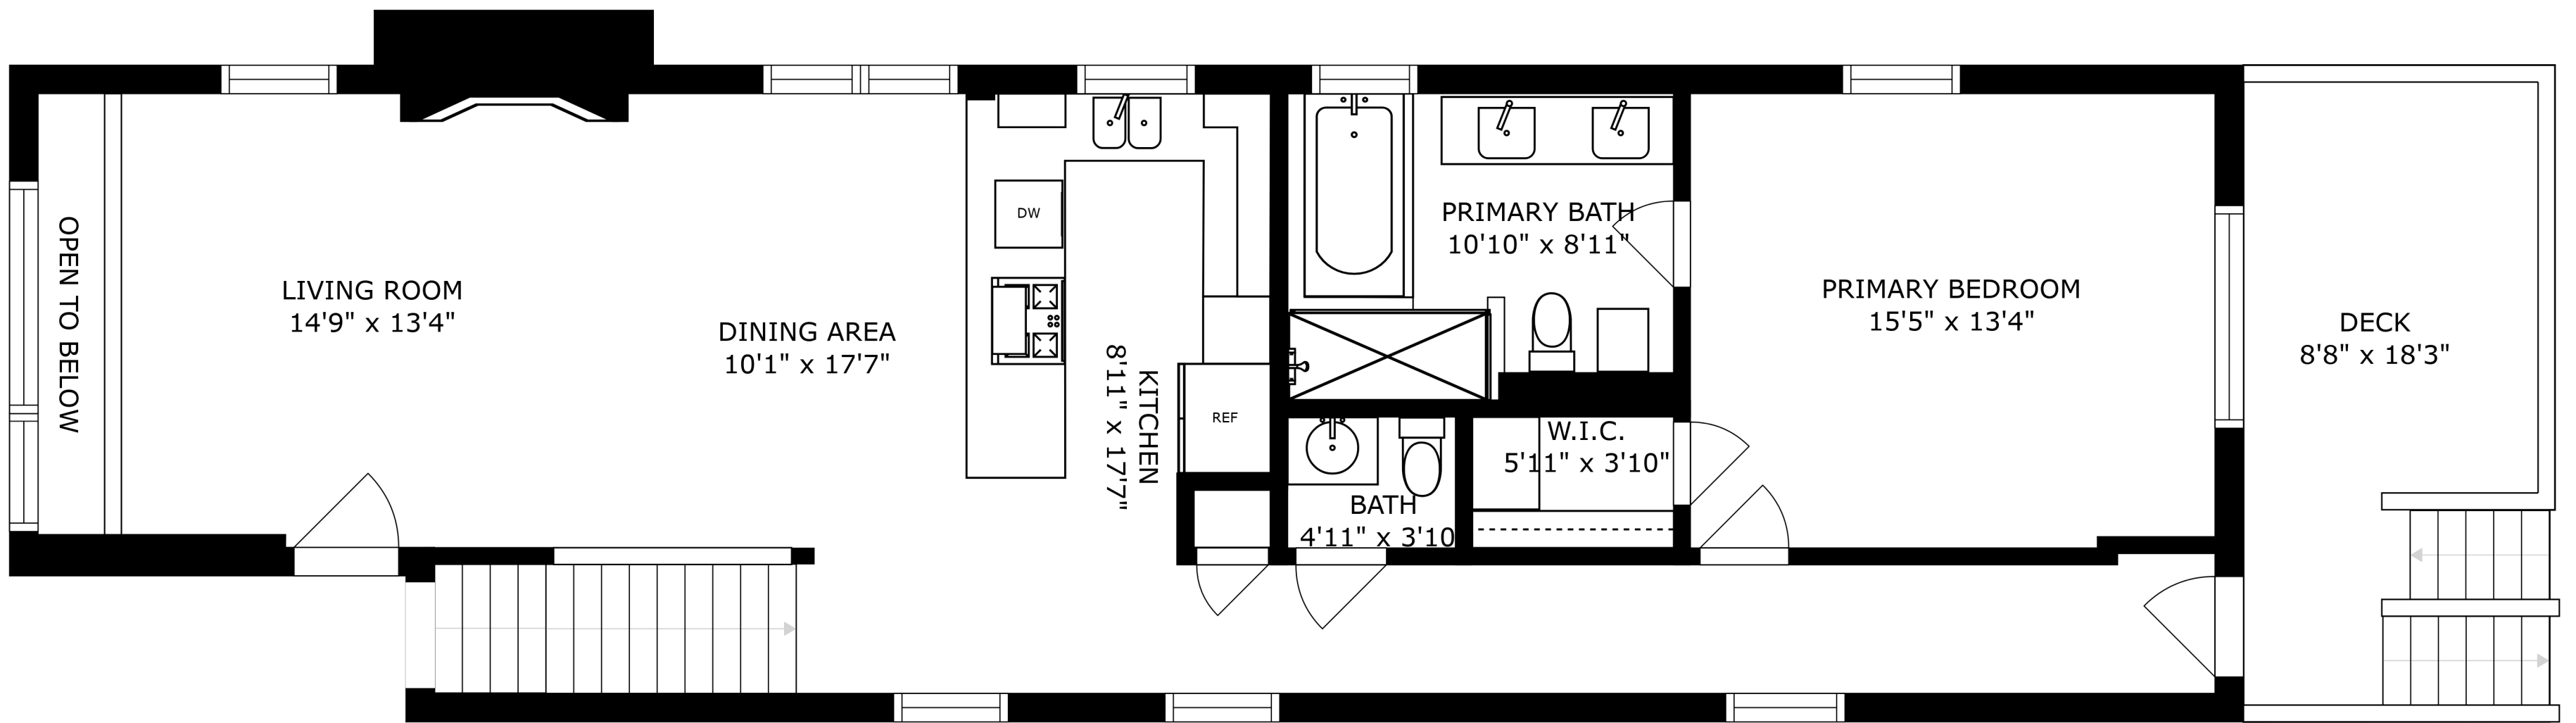 OPEN TO BELOW
LIVING ROOM
14'9" x 13'4"
DINING AREA
10'1" x 17'7"
DW
KITCHEN
8'11" x 17'7"
REF
PRIMARY BATH
10'10" x 8'11"
BATH
4'11" x 3'10
W.I.C.
5'11" x 3'10"
PRIMARY BEDROOM
15'5" x 13'4"
DECK
8'8" x 18'3"